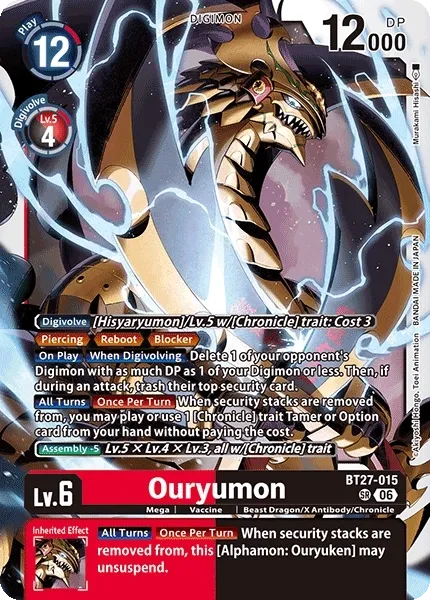 Play
12
DIGIMON
12000
DP
Digivolve
Lv.5
4
Murakami Hisashi
Digivolve [Hisyaryumon]/Lv.5 w/[Chronicle] trait: Cost 3
Piercing Reboot Blocker
On Play When Digivolving Delete 1 of your opponent's
Digimon with as much DP as 1 of your Digimon or less. Then, if
during an attack, trash their top security card.
All Turns Once Per Turn When security stacks are removed
from, you may play or use 1 [Chronicle] trait Tamer or Option
card from your hand without paying the cost.
Assembly -5 Lv.5 × Lv.4 × Lv.3, all w/[Chronicle] trait
©Akiyoshi Hongo, Toei Animation BANDAI MADE IN JAPAN
Lv.6
Ouryumon
BT27-015
SR 06
Mega | Vaccine | Beast Dragon/X Antibody/Chronicle
Inherited Effect
All Turns Once Per Turn When security stacks are
removed from, this [Alphamon: Ouryuken] may
unsuspend.